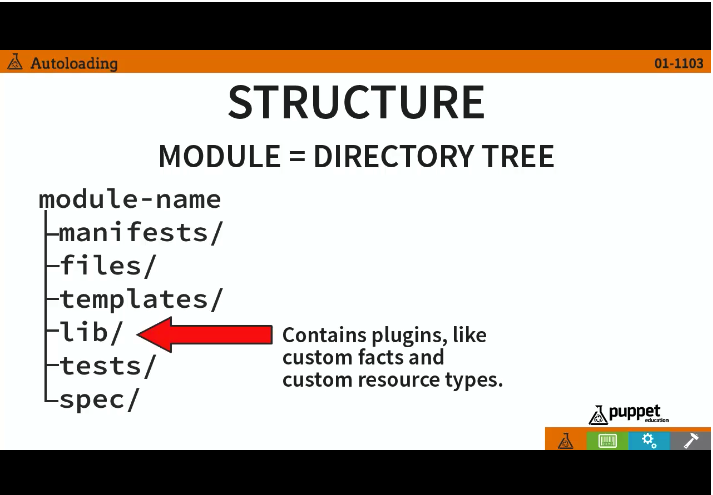 Autoloading
01-1103
STRUCTURE
MODULE = DIRECTORY TREE
module-name
manifests/
files/
templates/
lib/
Contains plugins, like
custom facts and
custom resource types.
tests/
spec/
puppet
education